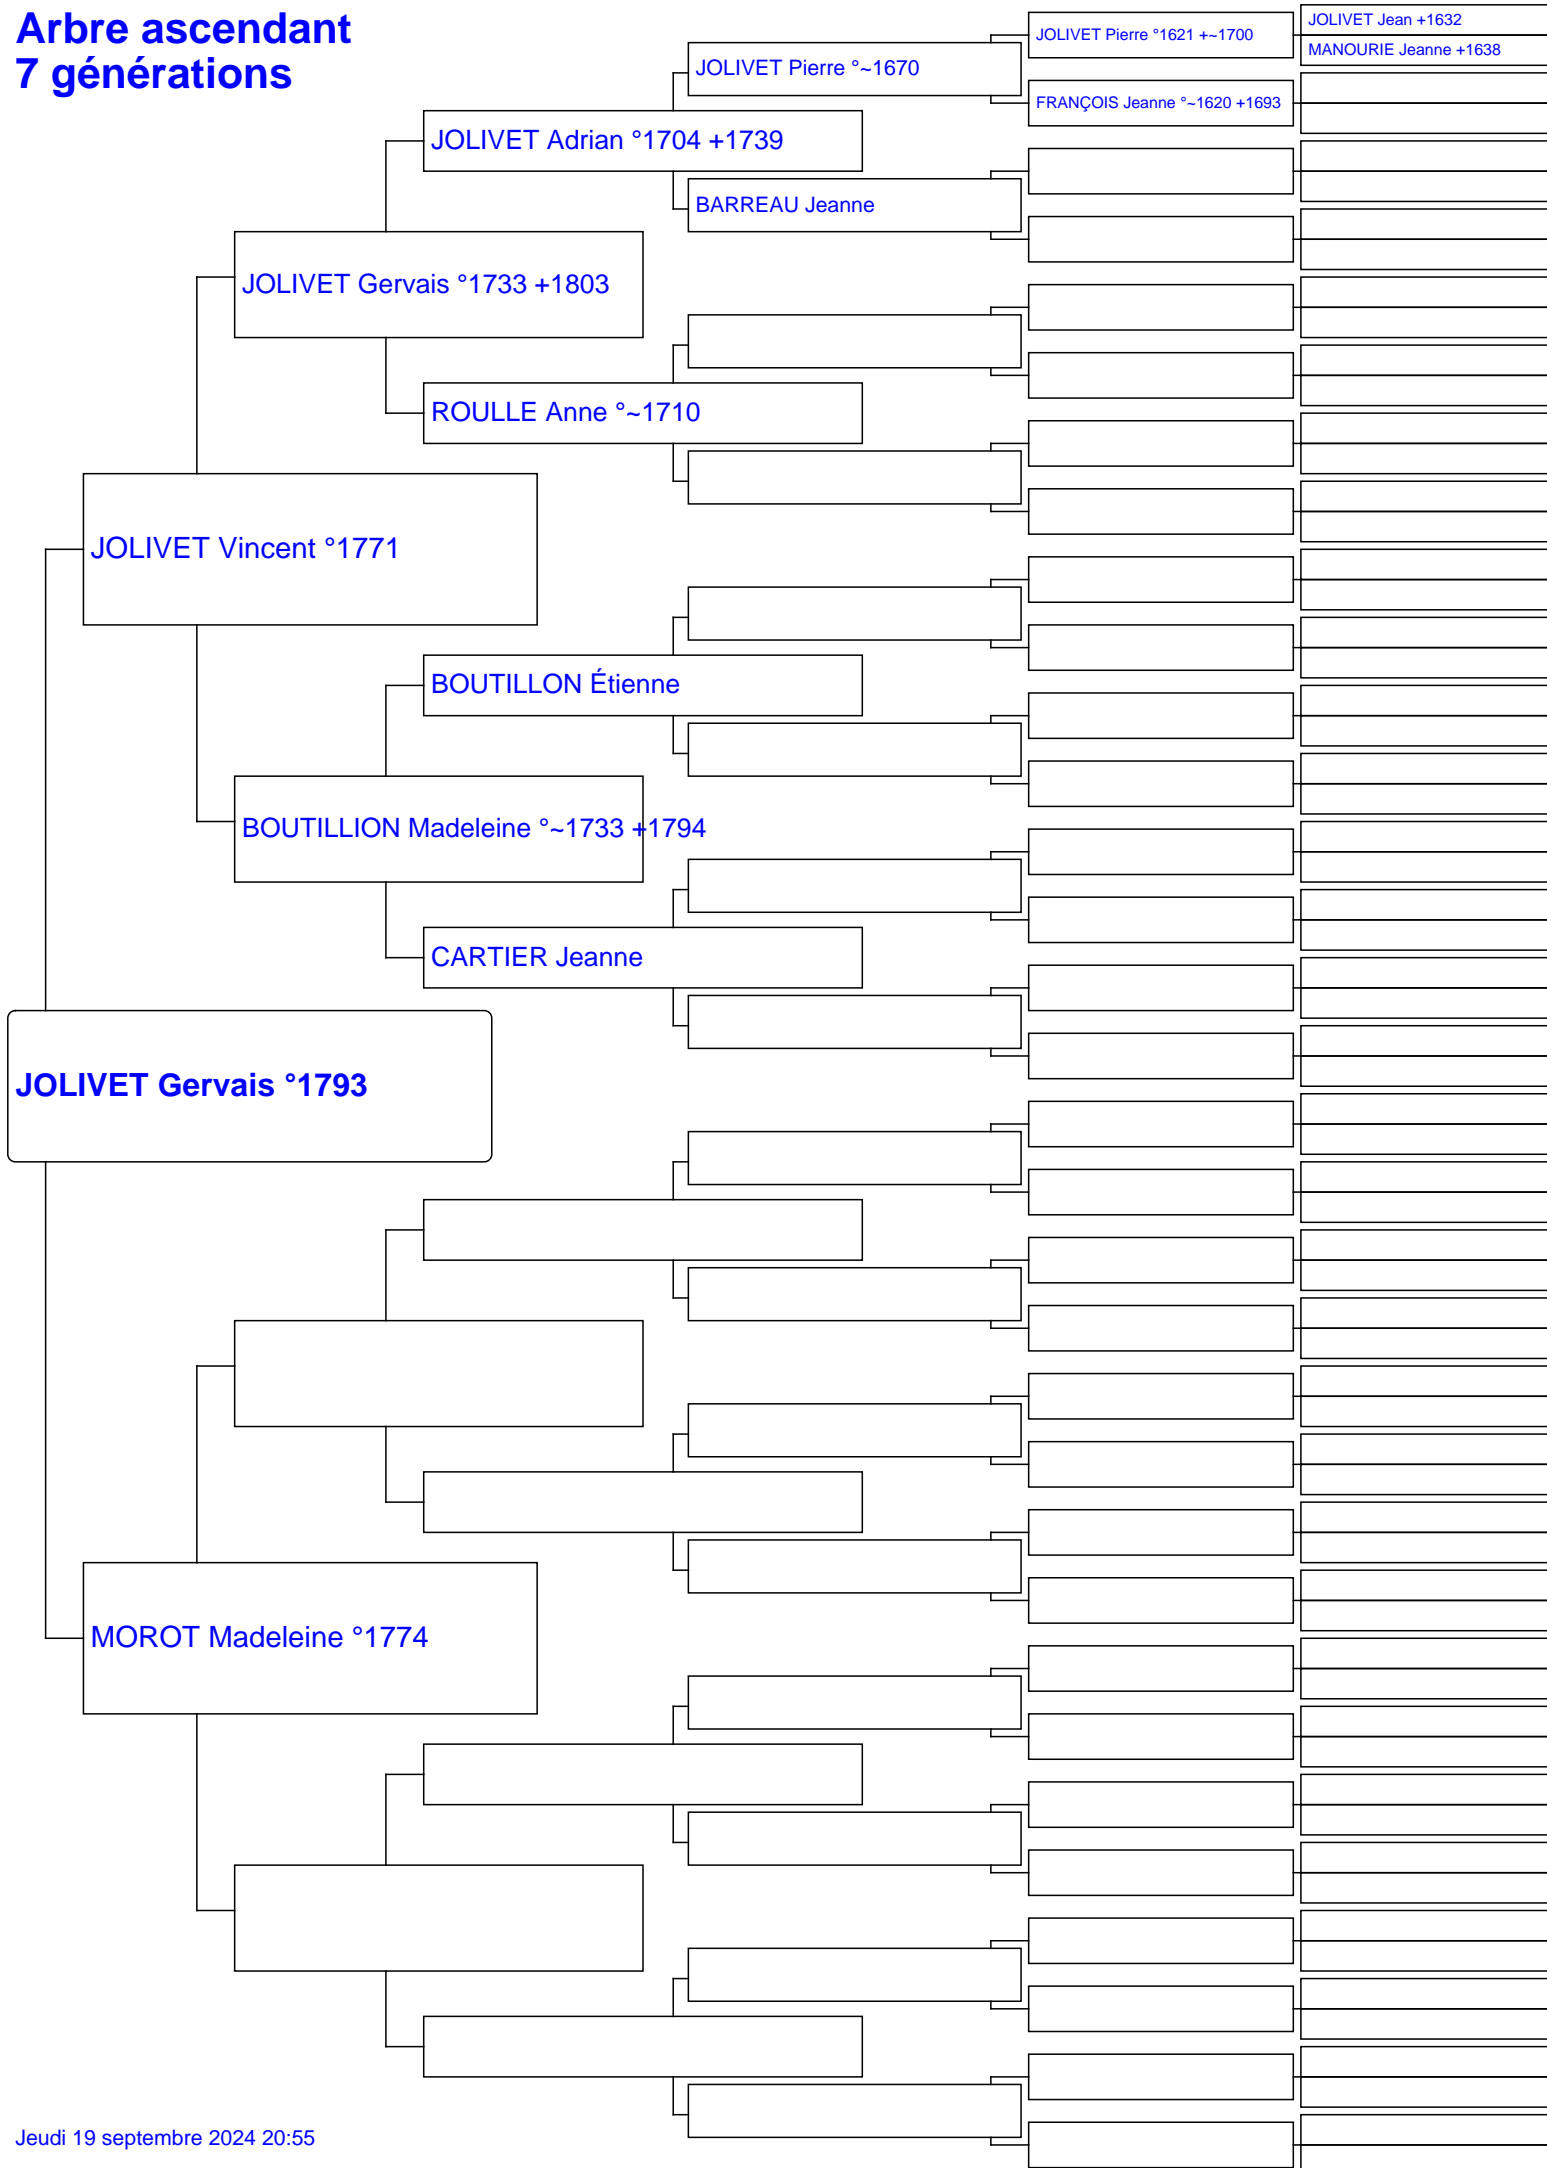 Arbre ascendant
7 générations
JOLIVET Jean +1632
JOLIVET Pierre °1621 +~1700
MANOURIE Jeanne +1638
JOLIVET Pierre °~1670
FRANÇOIS Jeanne °~1620 +1693
JOLIVET Adrian °1704 +1739
BARREAU Jeanne
JOLIVET Gervais °1733 +1803
ROULLE Anne °~1710
JOLIVET Vincent °1771
BOUTILLON Étienne
BOUTILLION Madeleine °~1733 +1794
CARTIER Jeanne
JOLIVET Gervais °1793
MOROT Madeleine °1774
Jeudi 19 septembre 2024 20:55